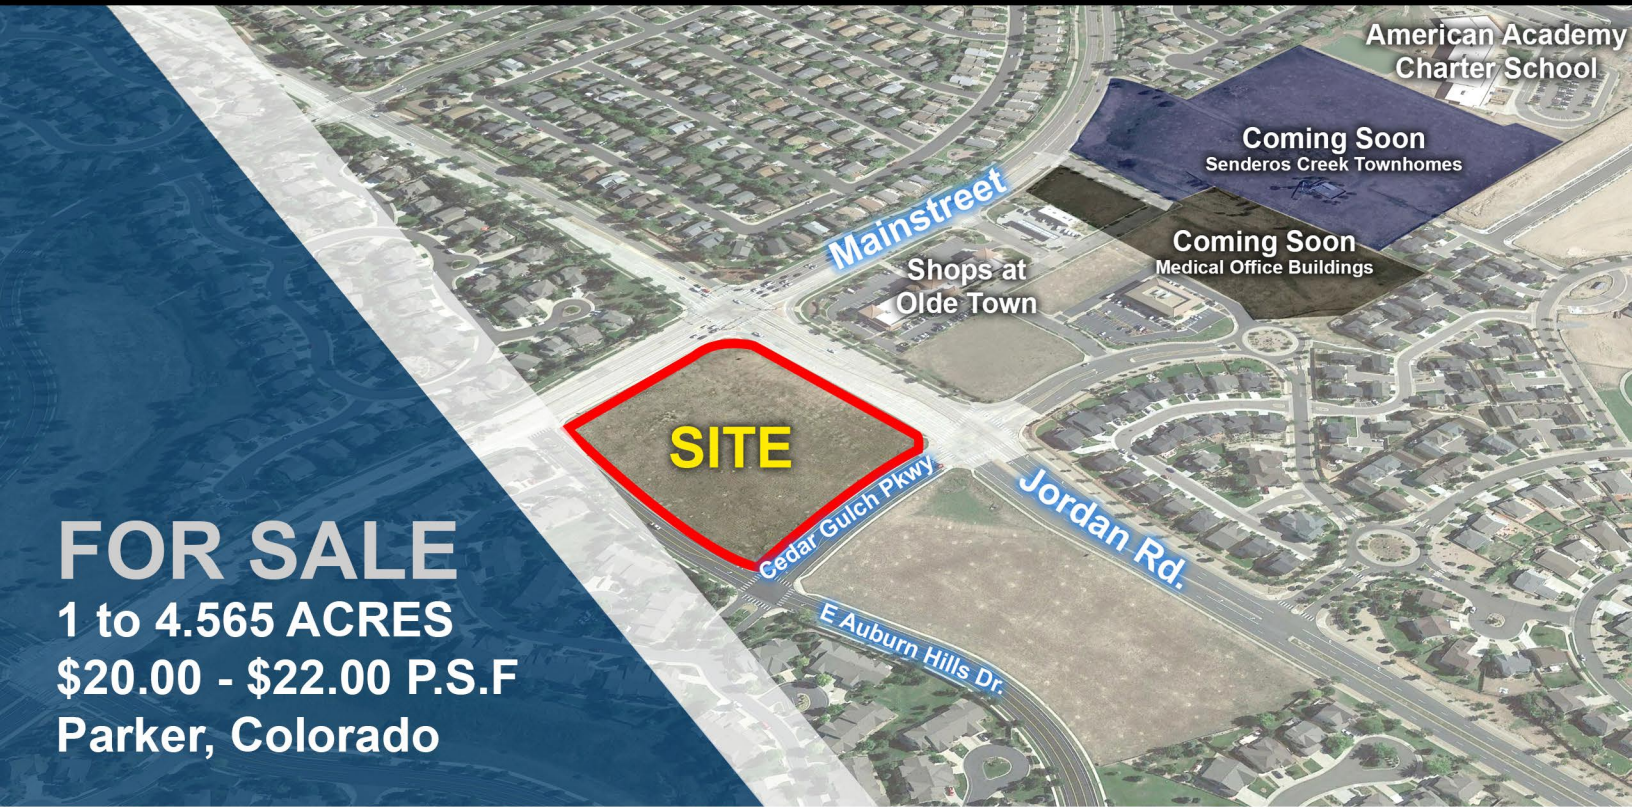 American Academy
Charter School
Coming Soon
Senderos Creek Townhomes
Mainstreet
Coming Soon
Medical Office Buildings
Shops at
Olde Town
SITE
Cedar Gulch Pkwy
Jordan Rd.
E Auburn Hills Dr.
FOR SALE
1 to 4.565 ACRES
$20.00 - $22.00 P.S.F
Parker, Colorado